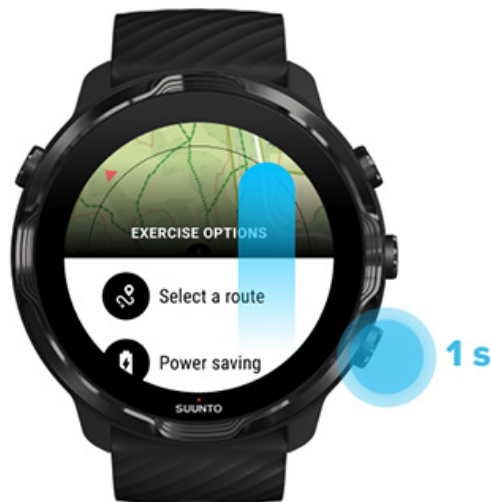 EXERCISE OPTIONS
Select a route
Power saving
SUUNTO
1 s